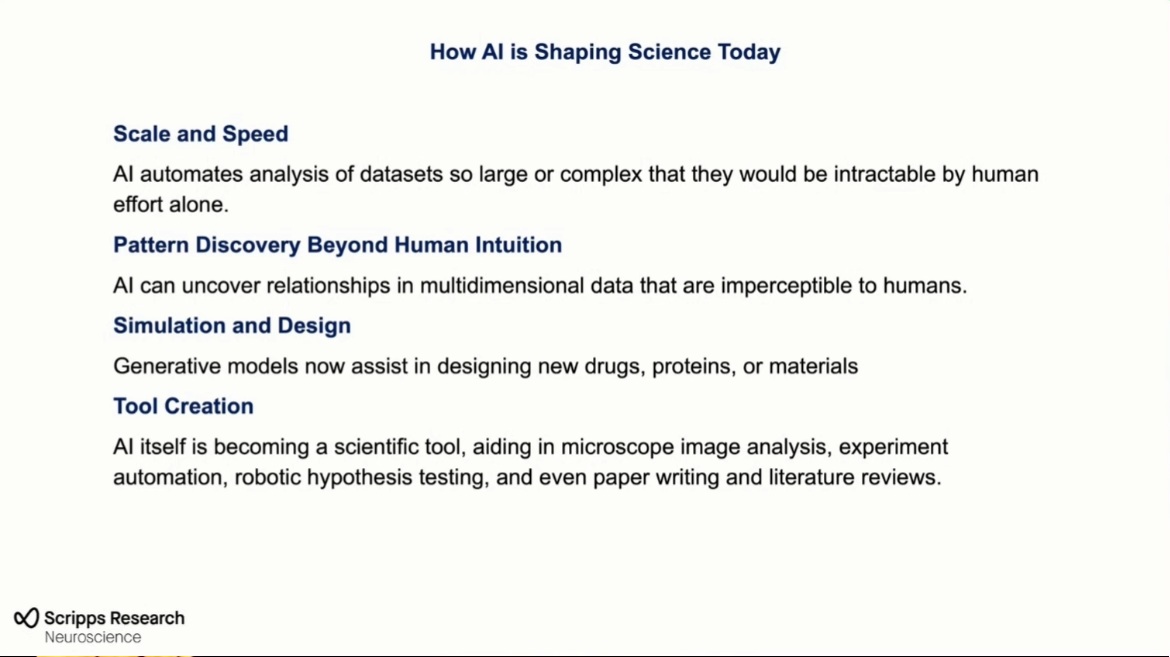 How AI is Shaping Science Today
Scale and Speed
AI automates analysis of datasets so large or complex that they would be intractable by human
effort alone.
Pattern Discovery Beyond Human Intuition
AI can uncover relationships in multidimensional data that are imperceptible to humans.
Simulation and Design
Generative models now assist in designing new drugs, proteins, or materials
Tool Creation
AI itself is becoming a scientific tool, aiding in microscope image analysis, experiment
automation, robotic hypothesis testing, and even paper writing and literature reviews.
Scripps Research
Neuroscience